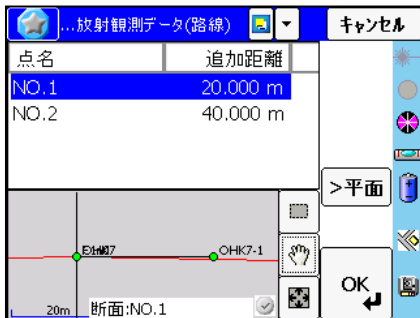 ...放射観測データ(路線)
キャンセル
点名 追加距離
NO.1 20.000 m
NO.2 40.000 m
>平面
OHK7-1
20m 断面:NO.1
OK